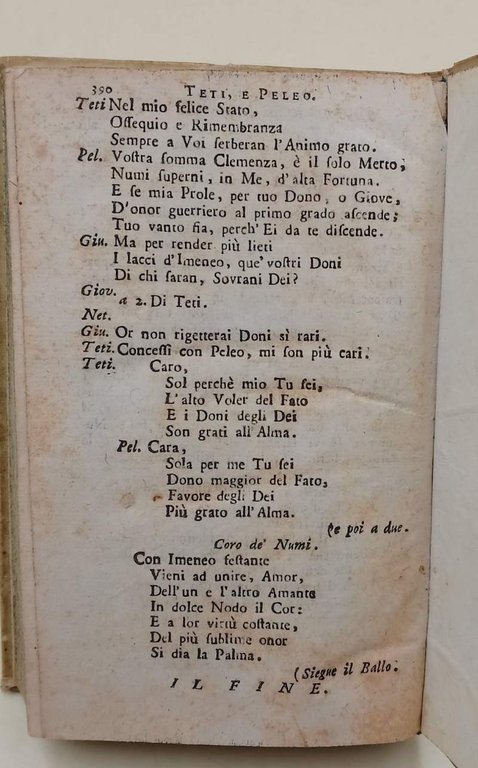 390 TETI, E PELEO.
Teti Nel mio felice Stato,
Oſſequio e Rimembranza
Sempre a Voi ſerberan l'Animo grato.
Pel. Voſtra ſomma Clemenza, è il ſolo Merto,
Numi ſuperni, in Me, d'alta Fortuna.
E ſe mia Prole, per tuo Dono, o Giove,
D'onor guerriero al primo grado aſcende;
Tuo vanto fia, perch'Ei da te diſcende.
Giu. Ma per render più lieti
I lacci d'Imeneo, que' voſtri Doni
Di chi ſaran, Sovrani Dei?
Giov.
a 2. Di Teti.
Net.
Giu. Or non rigetterai Doni sì rari.
Teti. Conceſſi con Peleo, mi ſon più cari.
Teti. Caro,
Sol perchè mio Tu ſei,
L'alto Voler del Fato
E i Doni degli Dei
Son grati all'Alma.
Pel. Cara,
Sola per me Tu ſei
Dono maggior del Fato,
Favore degli Dei
Più grato all'Alma.
(e poi a due.
Coro de' Numi.
Con Imeneo feſtante
Vieni ad unire, Amor,
Dell'un e l'altro Amante
In dolce Nodo il Cor:
E a lor virtù coſtante,
Del più ſublime onor
Si dia la Palma.
(Siegue il Ballo.
IL FINE.